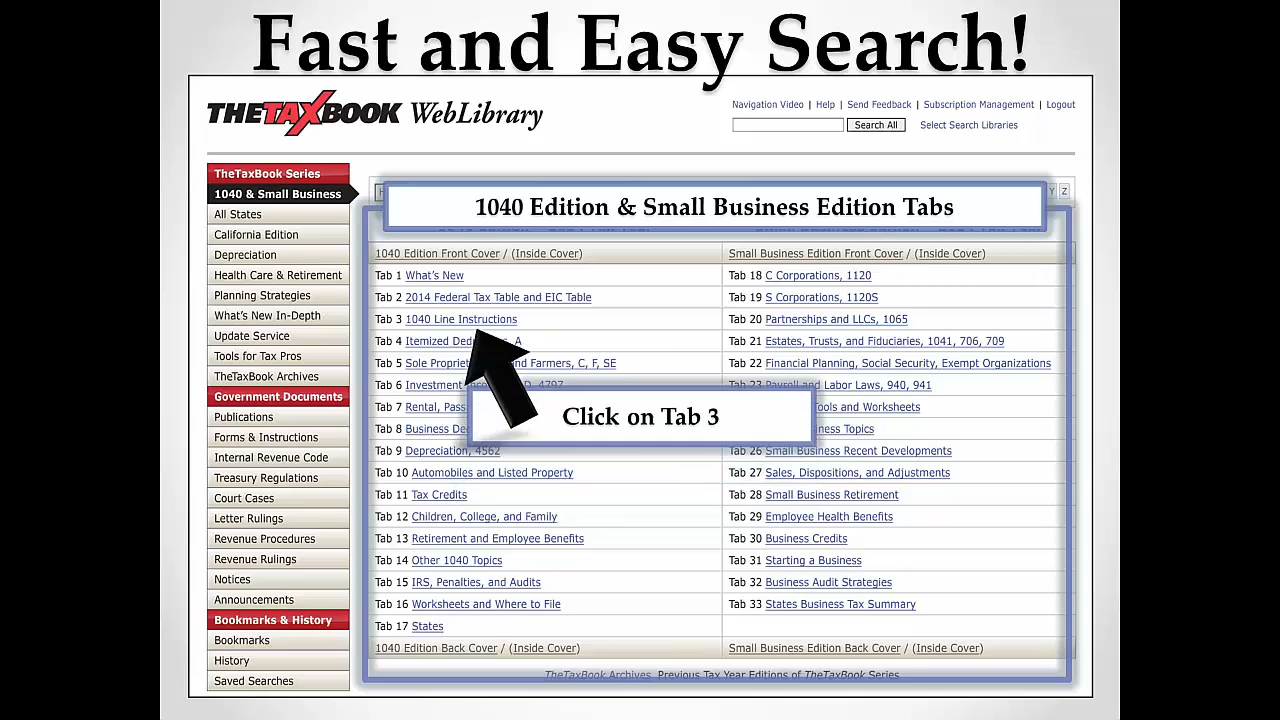 Fast and Easy Search!
THETAXBOOK WebLibrary
Navigation Video | Help | Send Feedback | Subscription Management | Logout
Search All
Select Search Libraries
TheTaxBook Series
1040 & Small Business
All States
California Edition
Depreciation
Health Care & Retirement
Planning Strategies
What's New In-Depth
Update Service
Tools for Tax Pros
TheTaxBook Archives
Government Documents
Publications
Forms & Instructions
Internal Revenue Code
Treasury Regulations
Court Cases
Letter Rulings
Revenue Procedures
Revenue Rulings
Notices
Announcements
Bookmarks & History
Bookmarks
History
Saved Searches
Y Z
1040 Edition & Small Business Edition Tabs
1040 Edition Front Cover / (Inside Cover)
Tab 1 What's New
Tab 2 2014 Federal Tax Table and EIC Table
Tab 3 1040 Line Instructions
Tab 4 Itemized A
Tab 5 Sole Farmers, C, F, SE
Tab 6 4797
Tab 7 Rental,
Tab 8 Business
Tab 9 Depreciation, 4562
Tab 10 Automobiles and Listed Property
Tab 11 Tax Credits
Tab 12 Children, College, and Family
Tab 13 Retirement and Employee Benefits
Tab 14 Other 1040 Topics
Tab 15 IRS, Penalties, and Audits
Tab 16 Worksheets and Where to File
Tab 17 States
1040 Edition Back Cover / (Inside Cover)
Click on Tab 3
Small Business Edition Front Cover / (Inside Cover)
Tab 18 C Corporations, 1120
Tab 19 S Corporations, 1120S
Tab 20 Partnerships and LLCs, 1065
Tab 21 Estates, Trusts, and Fiduciaries, 1041, 706, 709
Tab 22 Financial Planning, Social Security, Exempt Organizations
Tab 23 Payroll and Labor Laws, 940, 941
Tools and Worksheets
Topics
Tab 26 Small Business Recent Developments
Tab 27 Sales, Dispositions, and Adjustments
Tab 28 Small Business Retirement
Tab 29 Employee Health Benefits
Tab 30 Business Credits
Tab 31 Starting a Business
Tab 32 Business Audit Strategies
Tab 33 States Business Tax Summary
Small Business Edition Back Cover / (Inside Cover)
TheTaxBook Archives. Previous Tax Year Editions of TheTaxBook Series